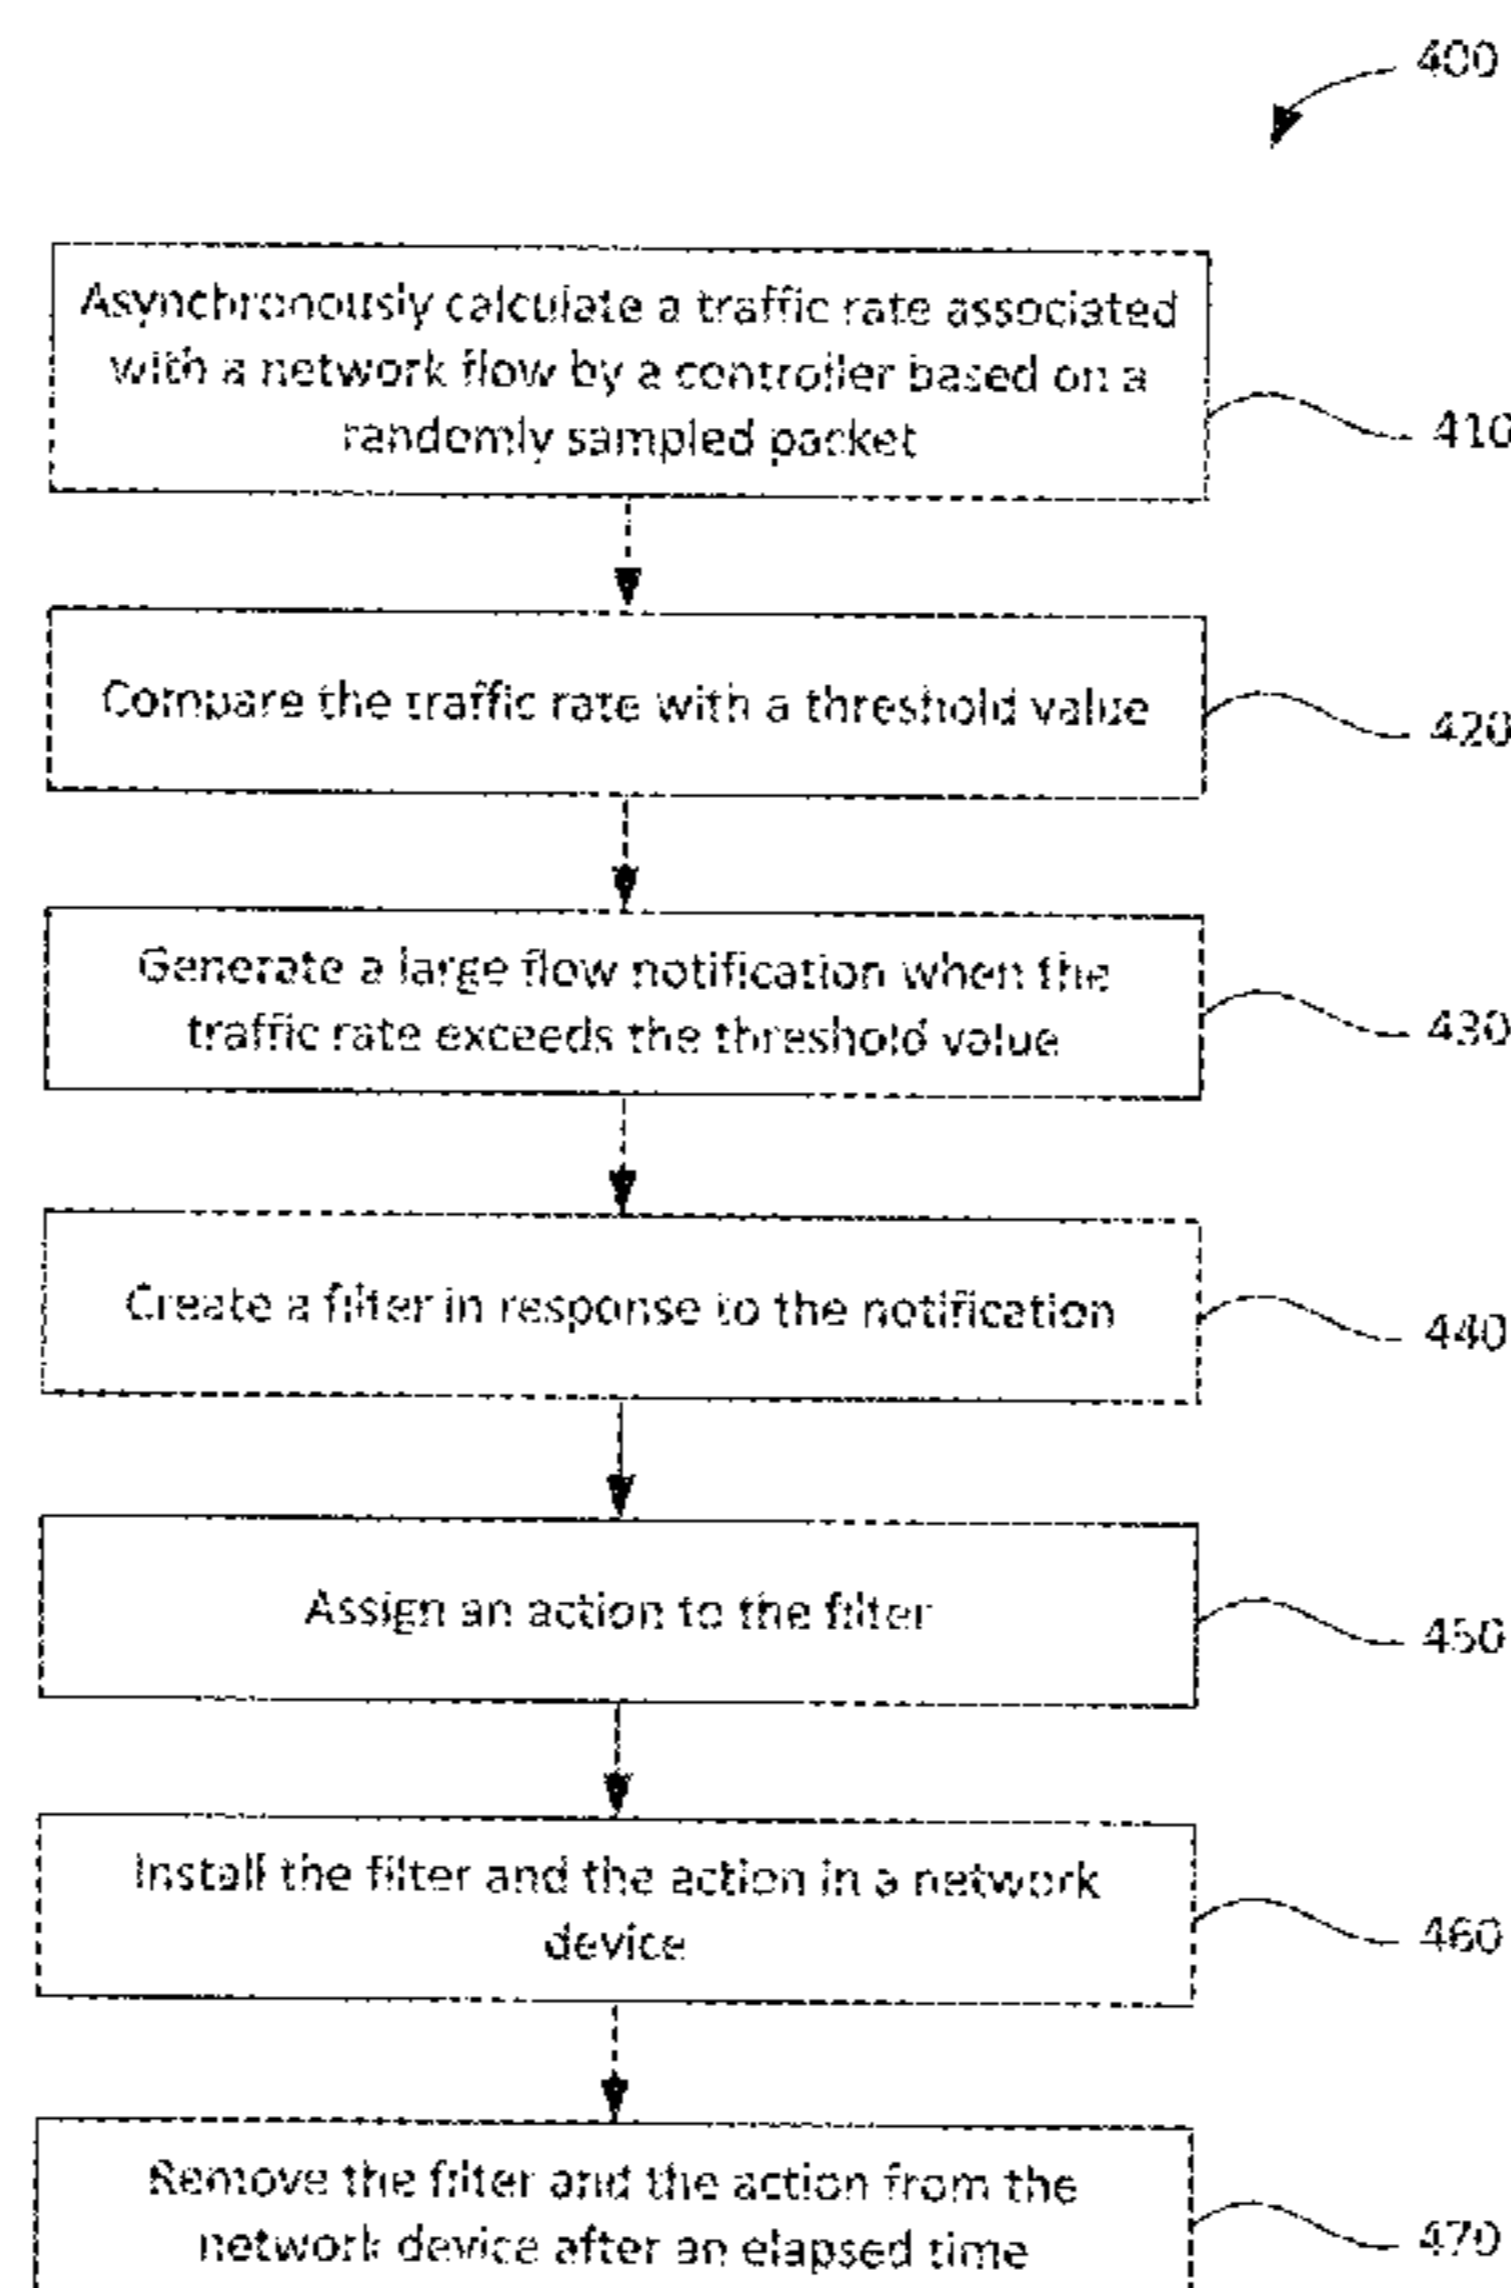 400
Asynchronously calculate a traffic rate associated
with a network flow by a controller based on a
randomly sampled packet
410
Compare the traffic rate with a threshold value
420
Generate a large flow notification when the
traffic rate exceeds the threshold value
430
Create a filter in response to the notification
440
Assign an action to the filter
450
Install the filter and the action in a network
device
460
Remove the filter and the action from the
network device after an elapsed time
470